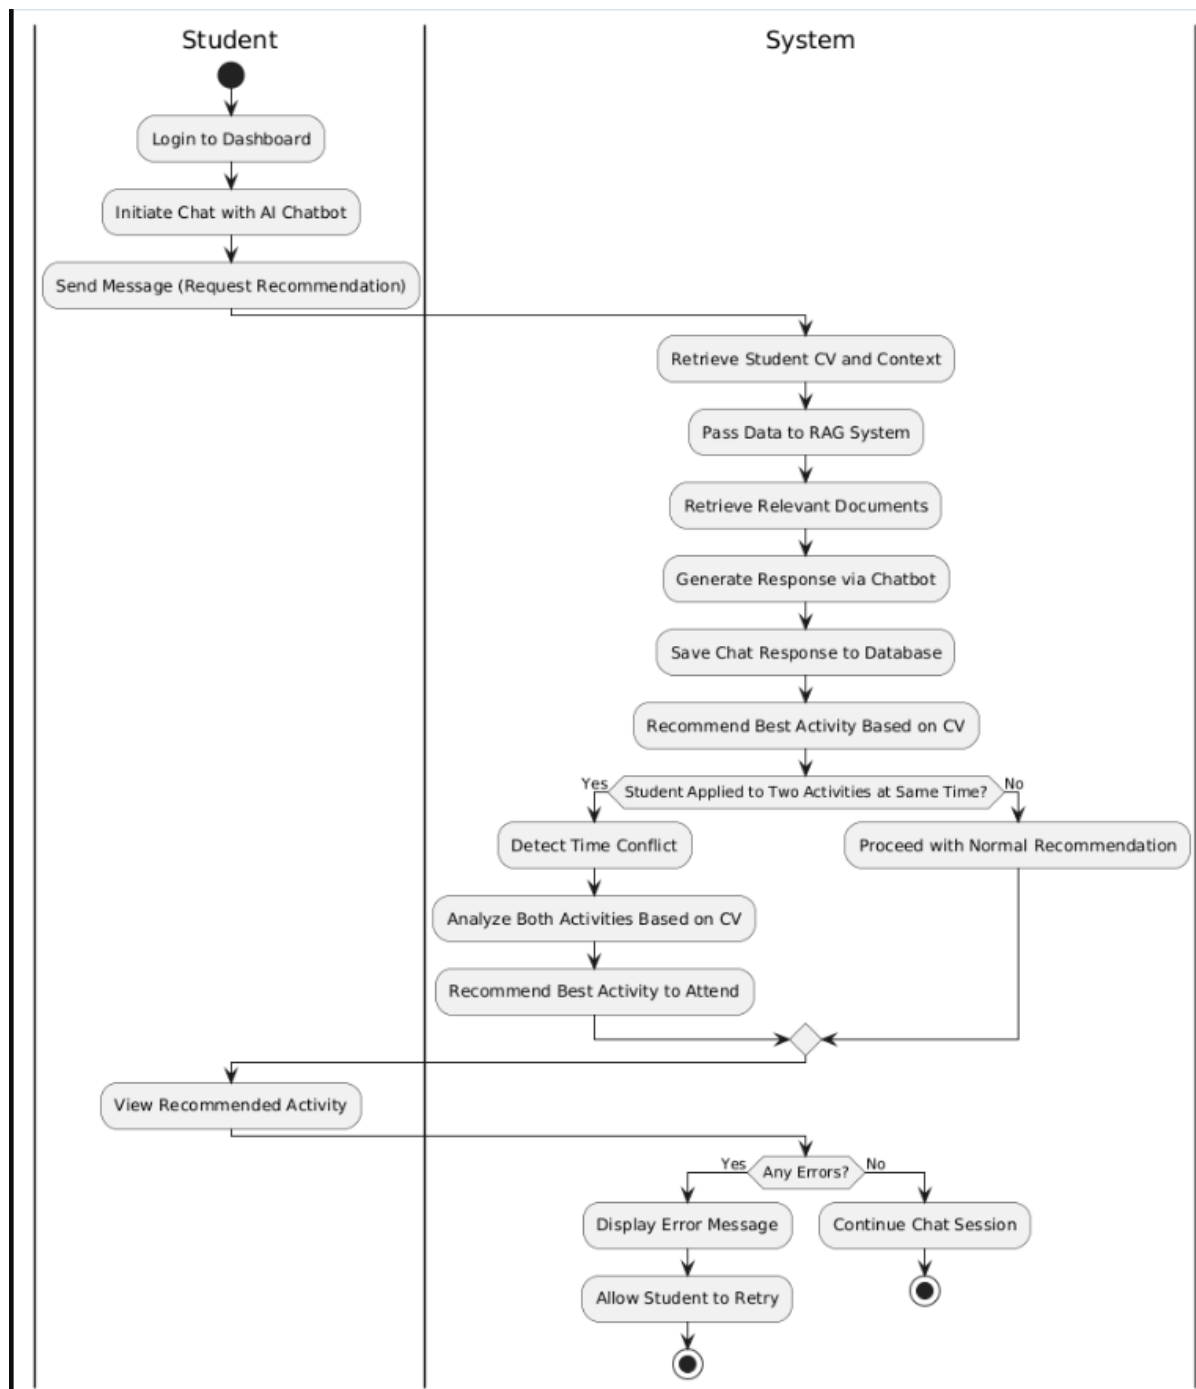 Student
System
Login to Dashboard
Initiate Chat with AI Chatbot
Send Message (Request Recommendation)
Retrieve Student CV and Context
Pass Data to RAG System
Retrieve Relevant Documents
Generate Response via Chatbot
Save Chat Response to Database
Recommend Best Activity Based on CV
Yes
Student Applied to Two Activities at Same Time?
No
Detect Time Conflict
Proceed with Normal Recommendation
Analyze Both Activities Based on CV
Recommend Best Activity to Attend
View Recommended Activity
Yes
Any Errors?
No
Display Error Message
Continue Chat Session
Allow Student to Retry